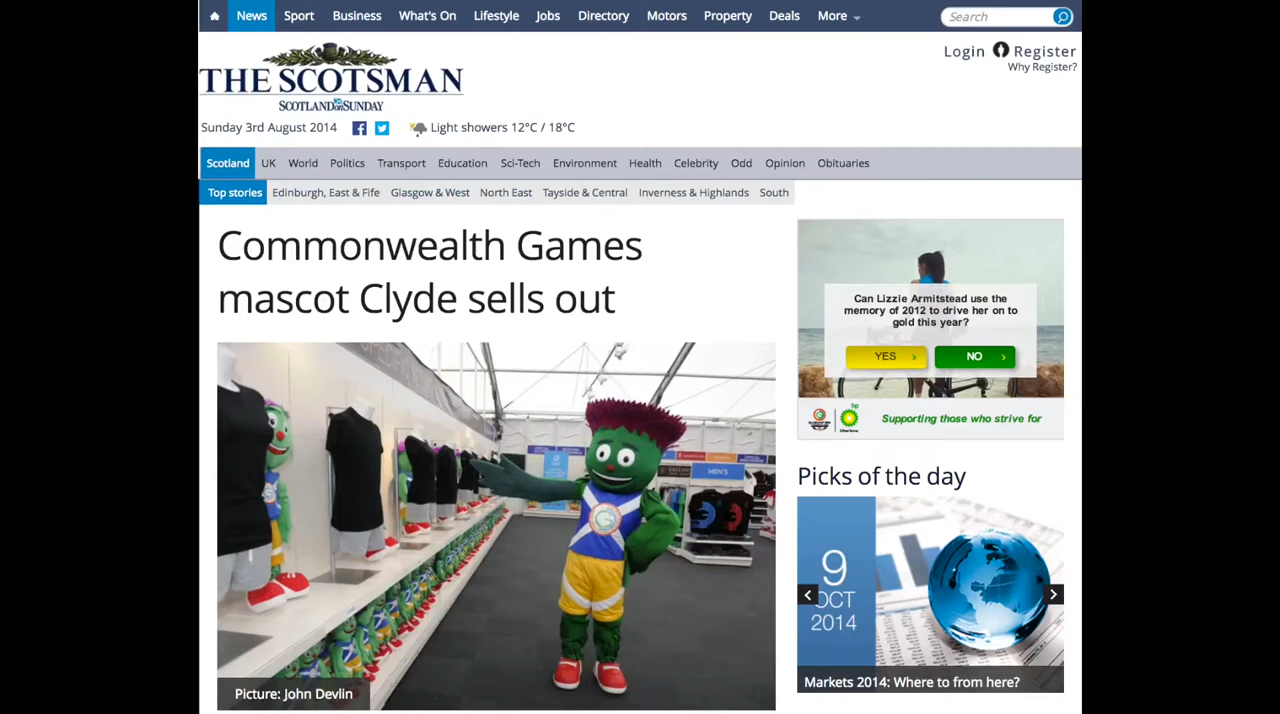 News Sport Business What's On Lifestyle Jobs Directory Motors Property Deals More Search
Login Register
Why Register?
THE SCOTSMAN
SCOTLAND ON SUNDAY
Sunday 3rd August 2014 Light showers 12°C / 18°C
Scotland UK World Politics Transport Education Sci-Tech Environment Health Celebrity Odd Opinion Obituaries
Top stories Edinburgh, East & Fife Glasgow & West North East Tayside & Central Inverness & Highlands South
Commonwealth Games
mascot Clyde sells out
MEN'S
Picture: John Devlin
Can Lizzie Armitstead use the
memory of 2012 to drive her on to
gold this year?
YES NO
bp
Supporting those who strive for
Picks of the day
9
OCT
2014
Markets 2014: Where to from here?